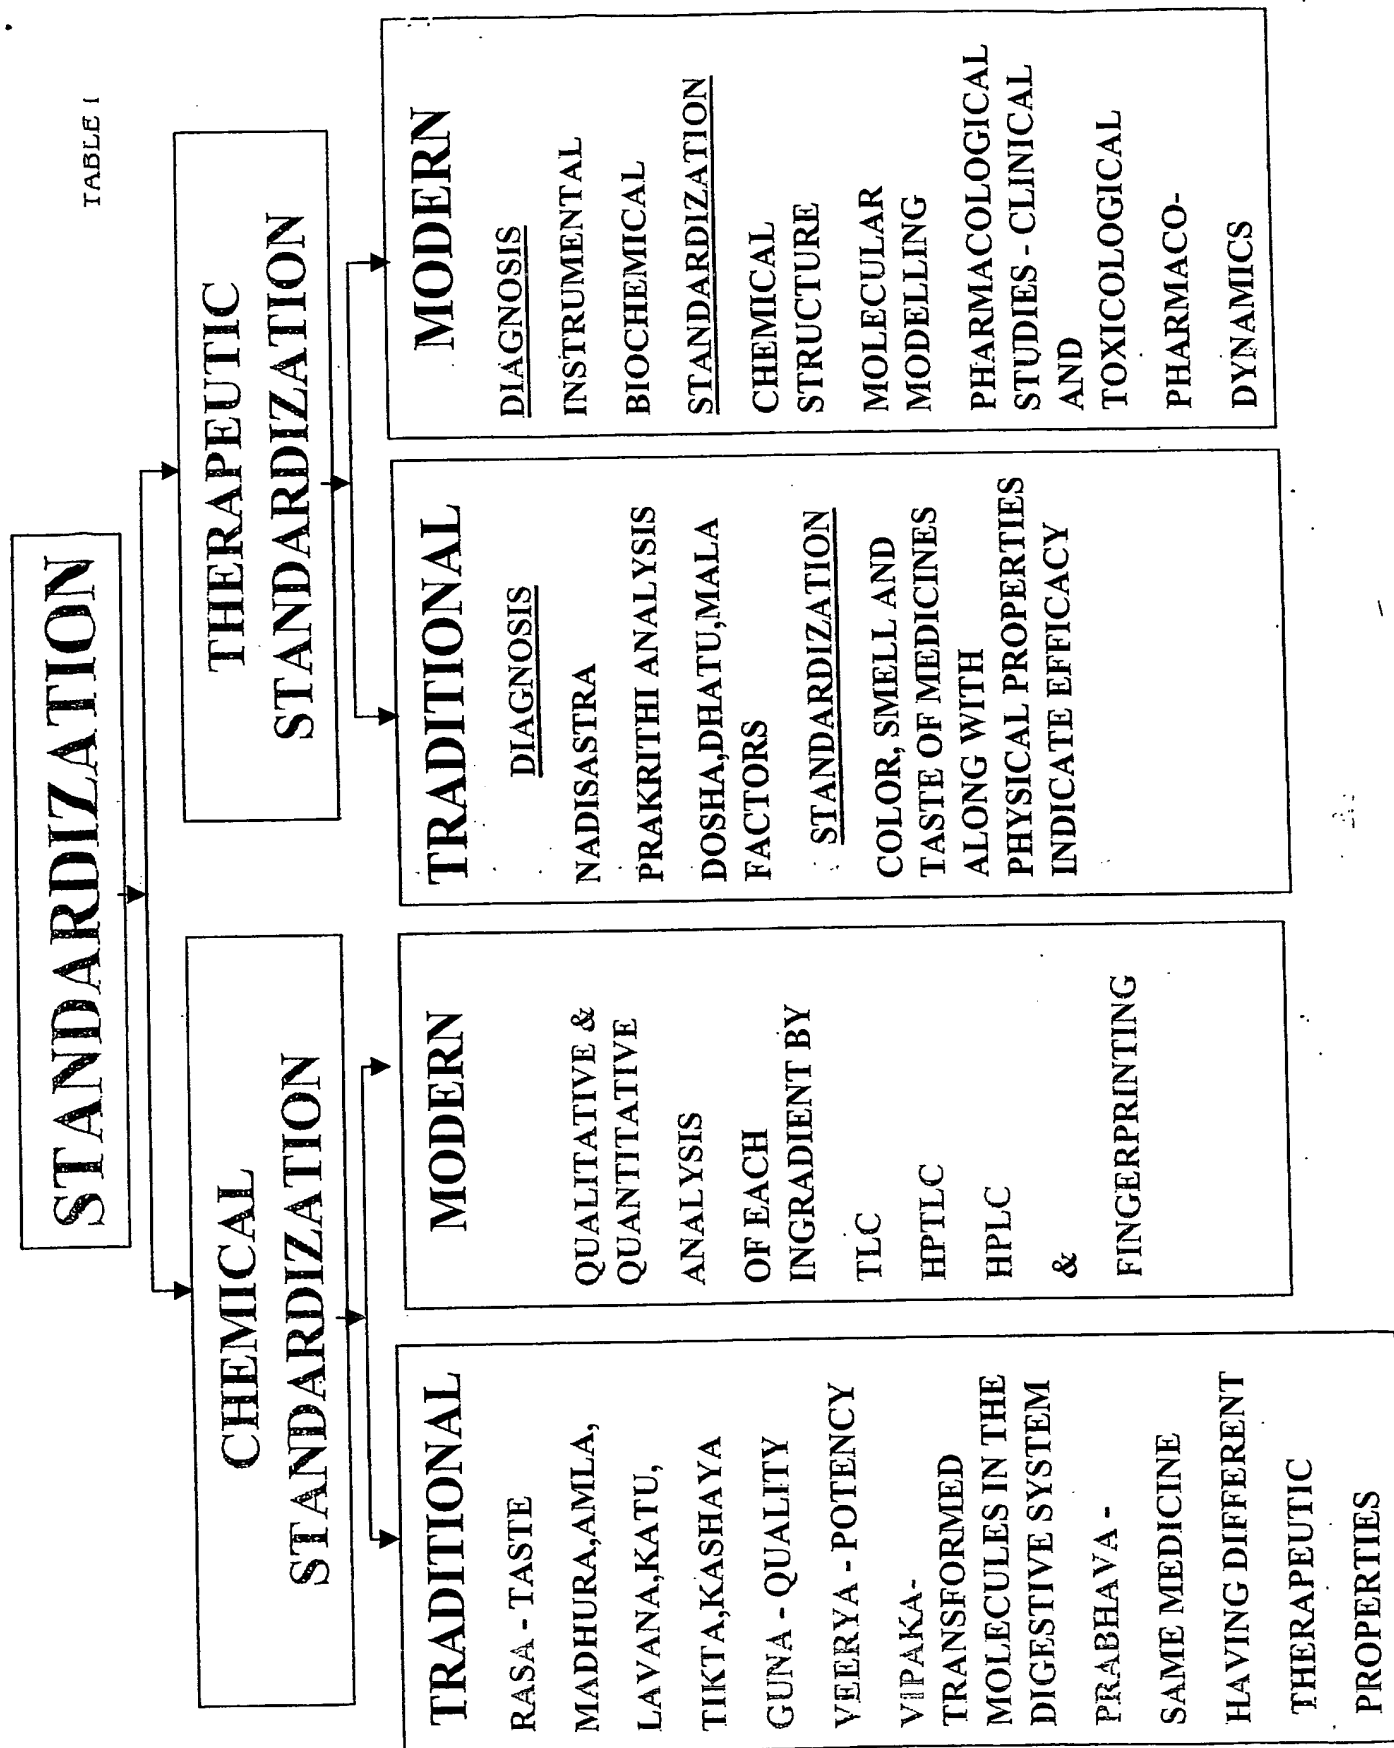 TABLE I
STANDARDIZATION
CHEMICAL
STANDARDIZATION
THERAPEUTIC
STANDARDIZATION
TRADITIONAL
RASA - TASTE
MADHURA,AMLA,
LAVANA,KATU,
TIKTA,KASHAYA
GUNA - QUALITY
VEERYA - POTENCY
VIPAKA-
TRANSFORMED
MOLECULES IN THE
DIGESTIVE SYSTEM
PRABHAVA -
SAME MEDICINE
HAVING DIFFERENT
THERAPEUTIC
PROPERTIES
MODERN
QUALITATIVE &
QUANTITATIVE
ANALYSIS
OF EACH
INGRADIENT BY
TLC
HPTLC
HPLC
&
FINGERPRINTING
TRADITIONAL
DIAGNOSIS
NADISASTRA
PRAKRITHI ANALYSIS
DOSHA,DHATU,MALA
FACTORS
STANDARDIZATION
COLOR, SMELL AND
TASTE OF MEDICINES
ALONG WITH
PHYSICAL PROPERTIES
INDICATE EFFICACY
MODERN
DIAGNOSIS
INSTRUMENTAL
BIOCHEMICAL
STANDARDIZATION
CHEMICAL
STRUCTURE
MOLECULAR
MODELLING
PHARMACOLOGICAL
STUDIES - CLINICAL
AND
TOXICOLOGICAL
PHARMACO-
DYNAMICS